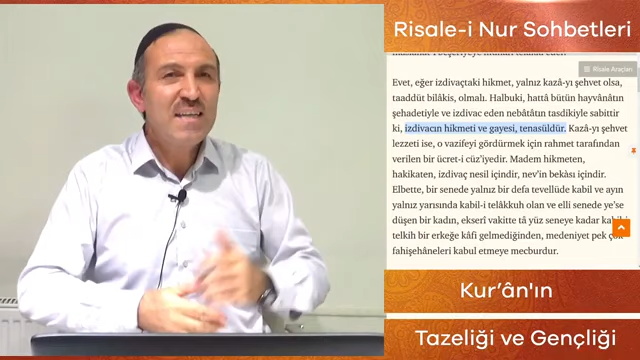 Risale-i Nur Sohbetleri
Risale Araçları
Evet, eğer izdivaçtaki hikmet, yalnız kazâ-yı şehvet olsa,
taaddüt bilâkis, olmalı. Halbuki, hattâ bütün hayvânâtın
şehadetiyle ve izdivac eden nebâtâtın tasdikiyle sabittir
ki, izdivacın hikmeti ve gayesi, tenasüldür. Kazâ-yı şehvet
lezzeti ise, o vazifeyi gördürmek için rahmet tarafından
verilen bir ücret-i cüz'iyedir. Madem hikmeten,
hakikaten, izdivaç nesil içindir, nev'in bekàsı içindir.
Elbette, bir senede yalnız bir defa tevellüde kabil ve ayın
yalnız yarısında kabil-i telâkkuh olan ve elli senede ye'se
düşen bir kadın, ekserî vakitte tâ yüz seneye kadar
telkih bir erkeğe kâfi gelmediğinden, medeniyet pek
fahişehâneleri kabul etmeye mecburdur.
Kur'ân'ın
Tazeliği ve Gençliği